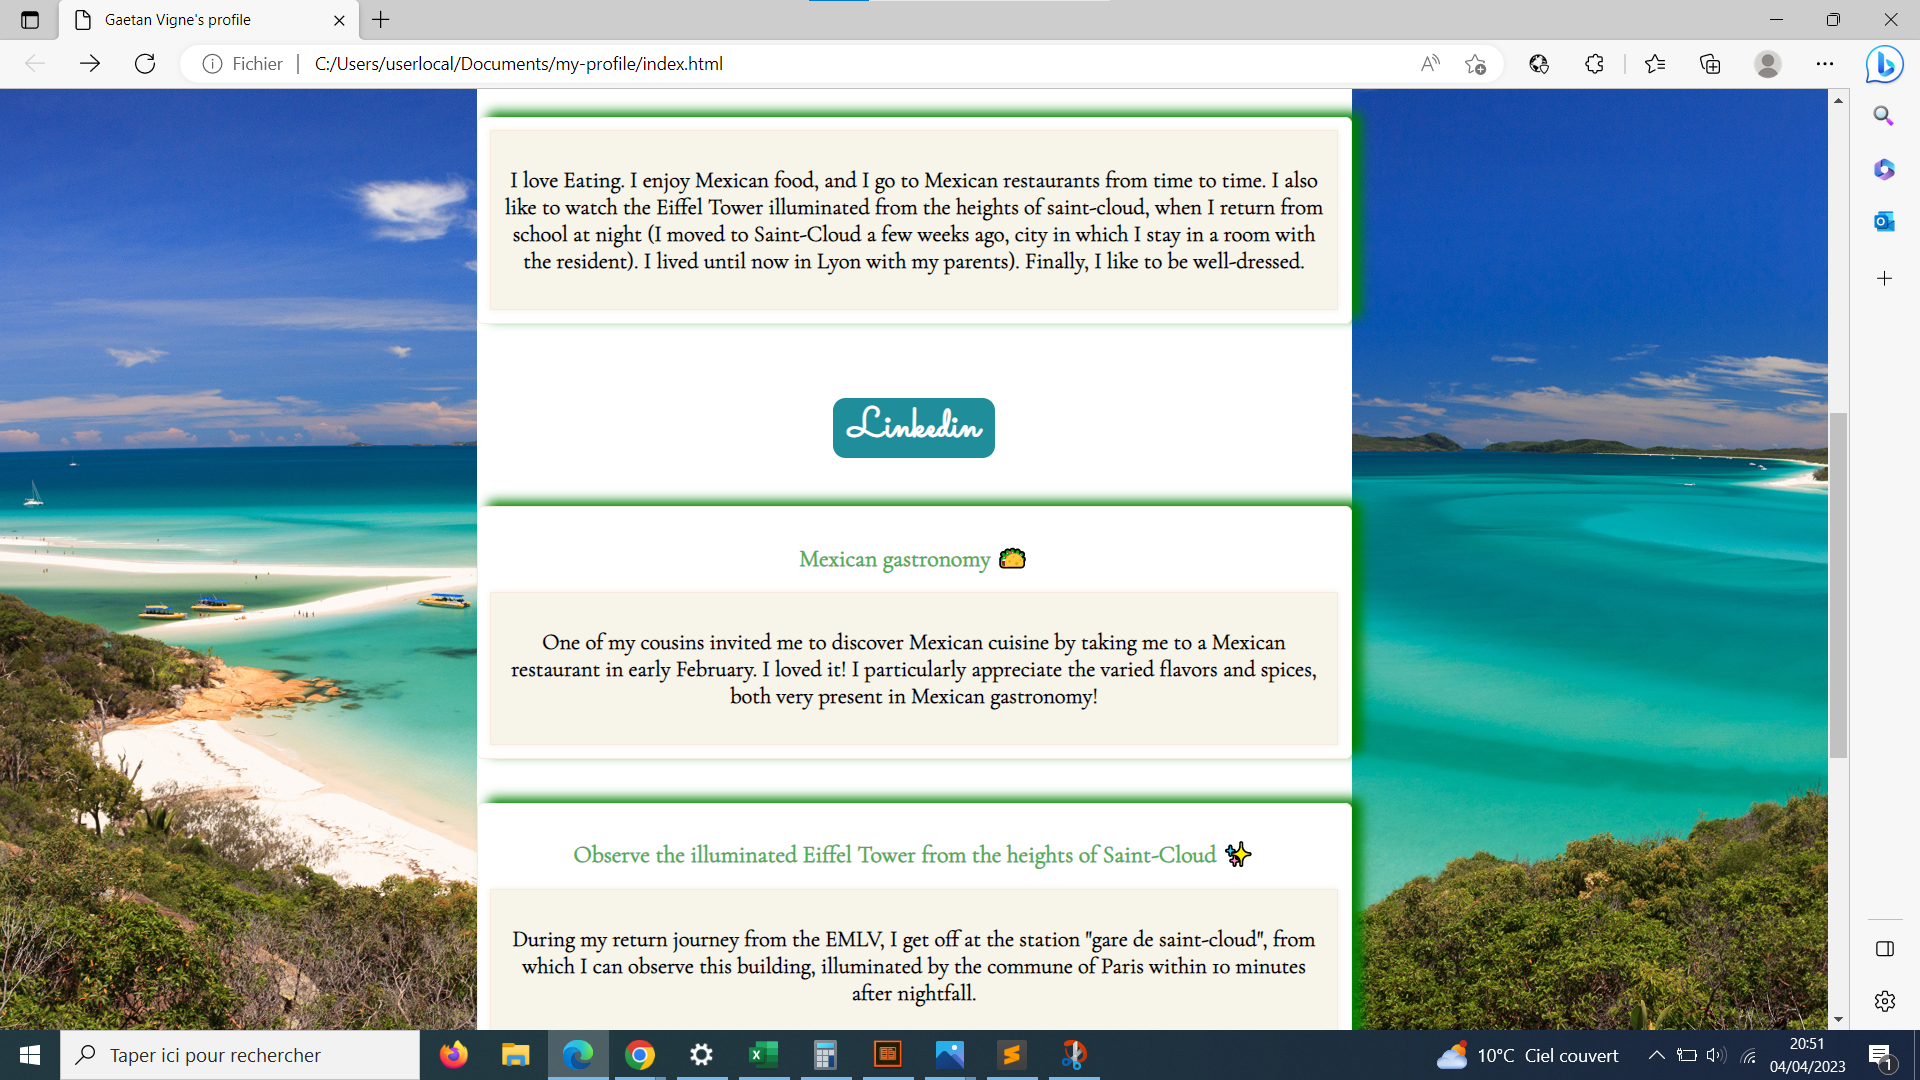 Gaetan Vigne's profile
Fichier
C:/Users/userlocal/Documents/my-profile/index.html
I love Eating. I enjoy Mexican food, and I go to Mexican restaurants from time to time. I also
like to watch the Eiffel Tower illuminated from the heights of saint-cloud, when I return from
school at night (I moved to Saint-Cloud a few weeks ago, city in which I stay in a room with
the resident). I lived until now in Lyon with my parents). Finally, I like to be well-dressed.
Linkedin
Mexican gastronomy
One of my cousins invited me to discover Mexican cuisine by taking me to a Mexican
restaurant in early February. I loved it! I particularly appreciate the varied flavors and spices,
both very present in Mexican gastronomy!
Observe the illuminated Eiffel Tower from the heights of Saint-Cloud
During my return journey from the EMLV, I get off at the station "gare de saint-cloud", from
which I can observe this building, illuminated by the commune of Paris within 10 minutes
after nightfall.
Taper ici pour rechercher
10°C Ciel couvert
20:51
04/04/2023
1